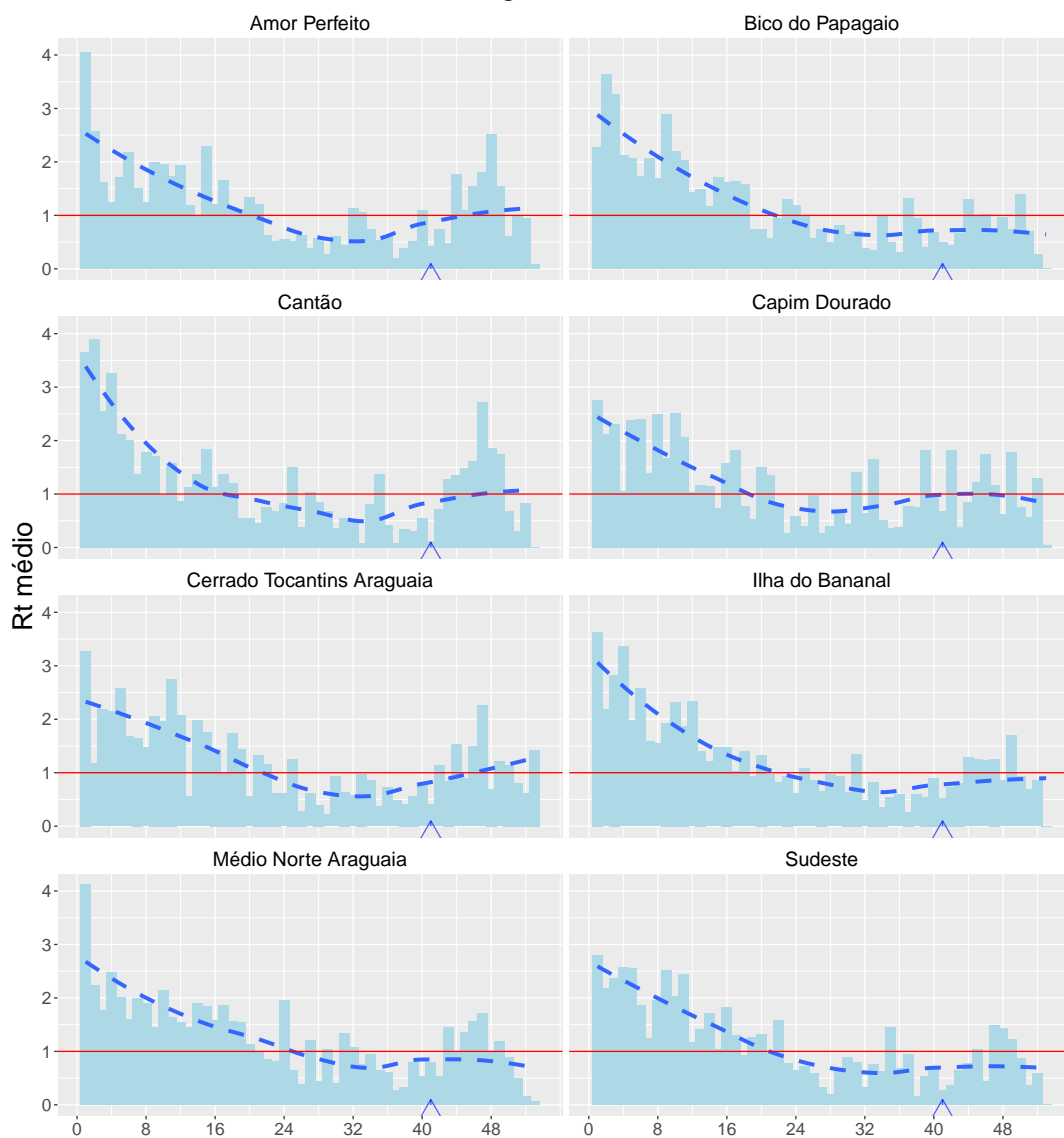 Amor Perfeito
Bico do Papagaio
4
3
2
1
0
Cantão
Capim Dourado
4
3
2
1
0
Rt médio
Cerrado Tocantins Araguaia
Ilha do Bananal
4
3
2
1
0
Médio Norte Araguaia
Sudeste
4
3
2
1
0
0 8 16 24 32 40 48
0 8 16 24 32 40 48